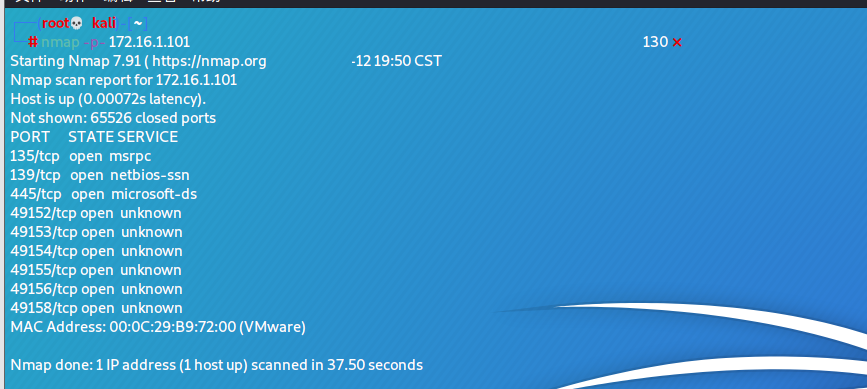 (root💀 kali)-[~]
# nmap -p- 172.16.1.101 130 ⨯
Starting Nmap 7.91 ( https://nmap.org -12 19:50 CST
Nmap scan report for 172.16.1.101
Host is up (0.00072s latency).
Not shown: 65526 closed ports
PORT STATE SERVICE
135/tcp open msrpc
139/tcp open netbios-ssn
445/tcp open microsoft-ds
49152/tcp open unknown
49153/tcp open unknown
49154/tcp open unknown
49155/tcp open unknown
49156/tcp open unknown
49158/tcp open unknown
MAC Address: 00:0C:29:B9:72:00 (VMware)
Nmap done: 1 IP address (1 host up) scanned in 37.50 seconds